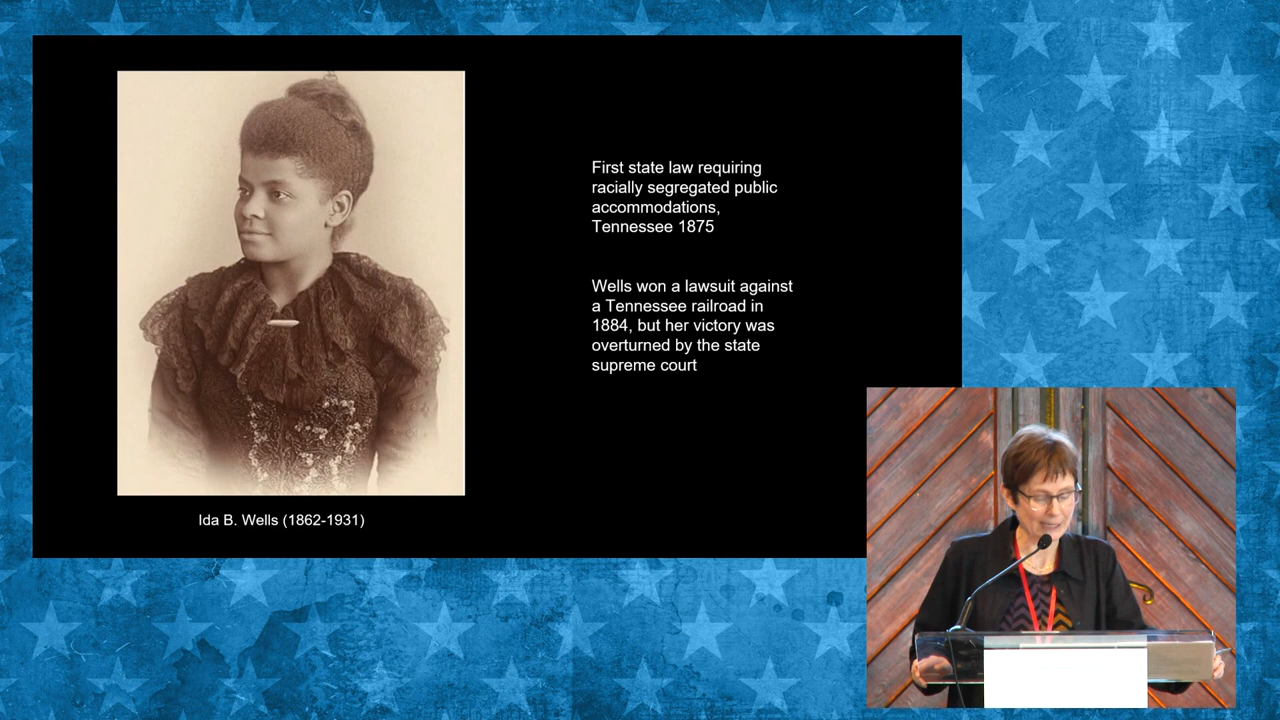 First state law requiring
racially segregated public
accommodations,
Tennessee 1875
Wells won a lawsuit against
a Tennessee railroad in
1884, but her victory was
overturned by the state
supreme court
Ida B. Wells (1862-1931)